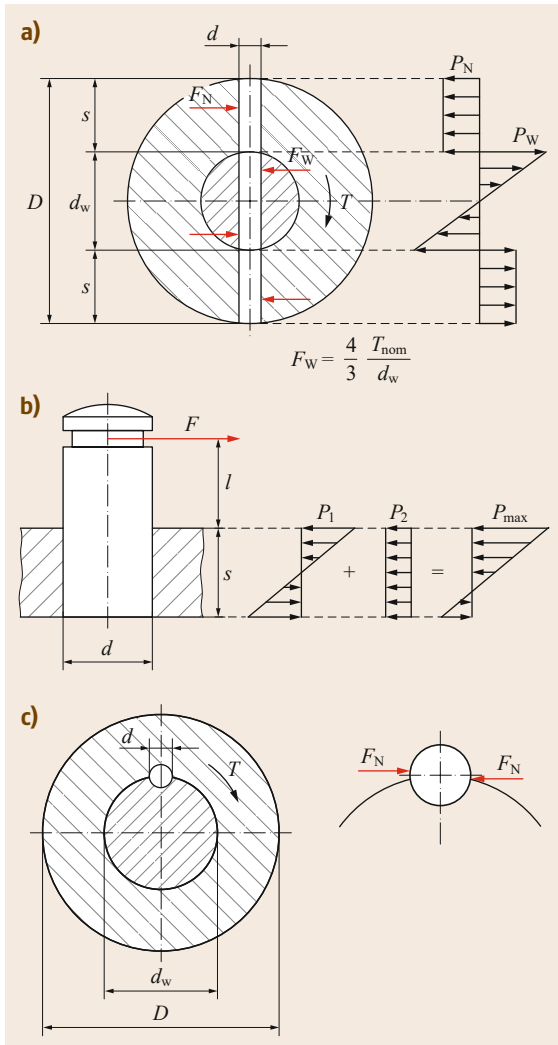 a)
d
P_N
F_N
s
P_W
F_W
D
d_w
T
s
F_W = 4/3 T_nom/d_w
b)
F
l
P_1 P_2 P_max
s
+ =
d
c)
d
T
F_N F_N
d_w
D